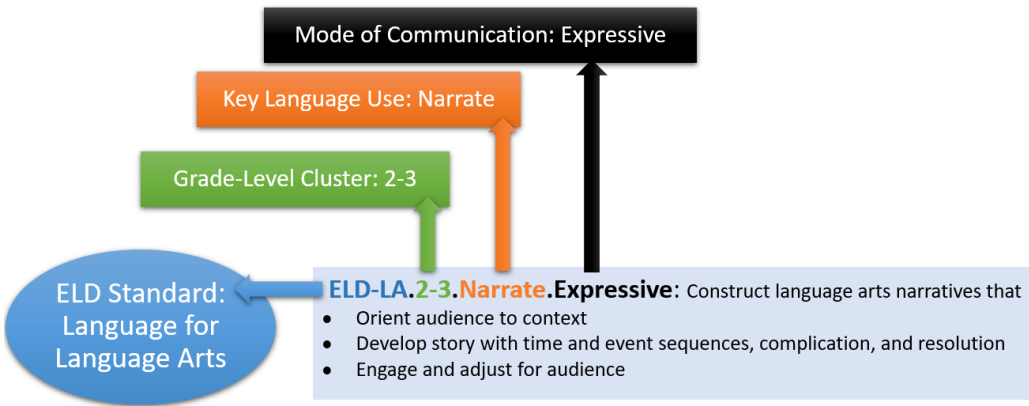 Mode of Communication: Expressive
Key Language Use: Narrate
Grade-Level Cluster: 2-3
ELD Standard:
Language for
Language Arts
ELD-LA.2-3.Narrate.Expressive: Construct language arts narratives that
• Orient audience to context
• Develop story with time and event sequences, complication, and resolution
• Engage and adjust for audience